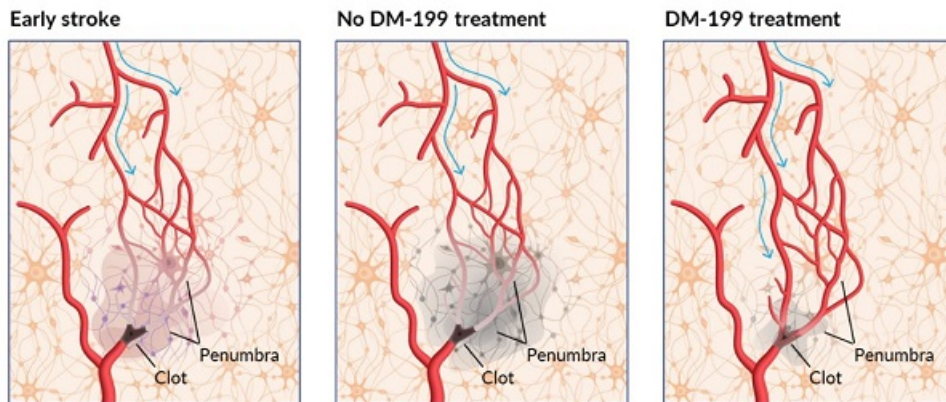 Early stroke
No DM-199 treatment
DM-199 treatment
Penumbra
Clot
Penumbra
Clot
Penumbra
Clot